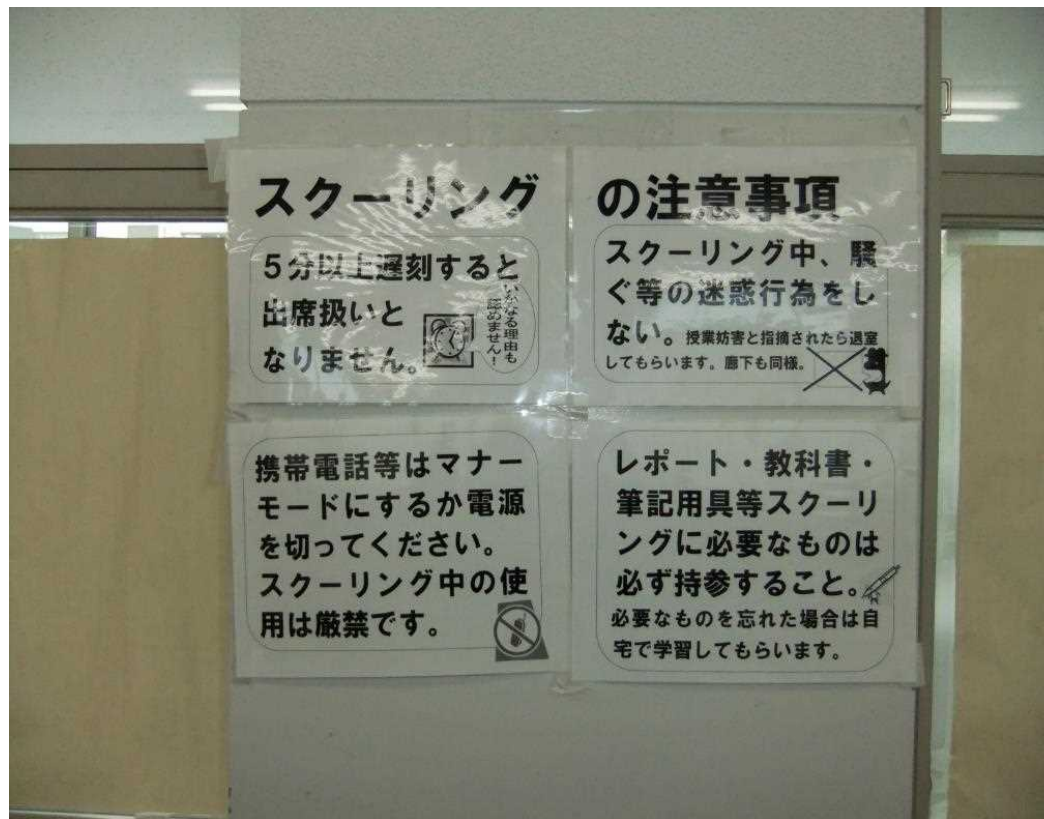 スクーリングの注意事項
５分以上遅刻すると
出席扱いと
なりません。
いかなる理由も
認めません！
スクーリング中、騒
ぐ等の迷惑行為をし
ない。授業妨害と指摘されたら退室
してもらいます。廊下も同様。
携帯電話等はマナー
モードにするか電源
を切ってください。
スクーリング中の使
用は厳禁です。
レポート・教科書・
筆記用具等スクーリ
ングに必要なものは
必ず持参すること。
必要なものを忘れた場合は自
宅で学習してもらいます。